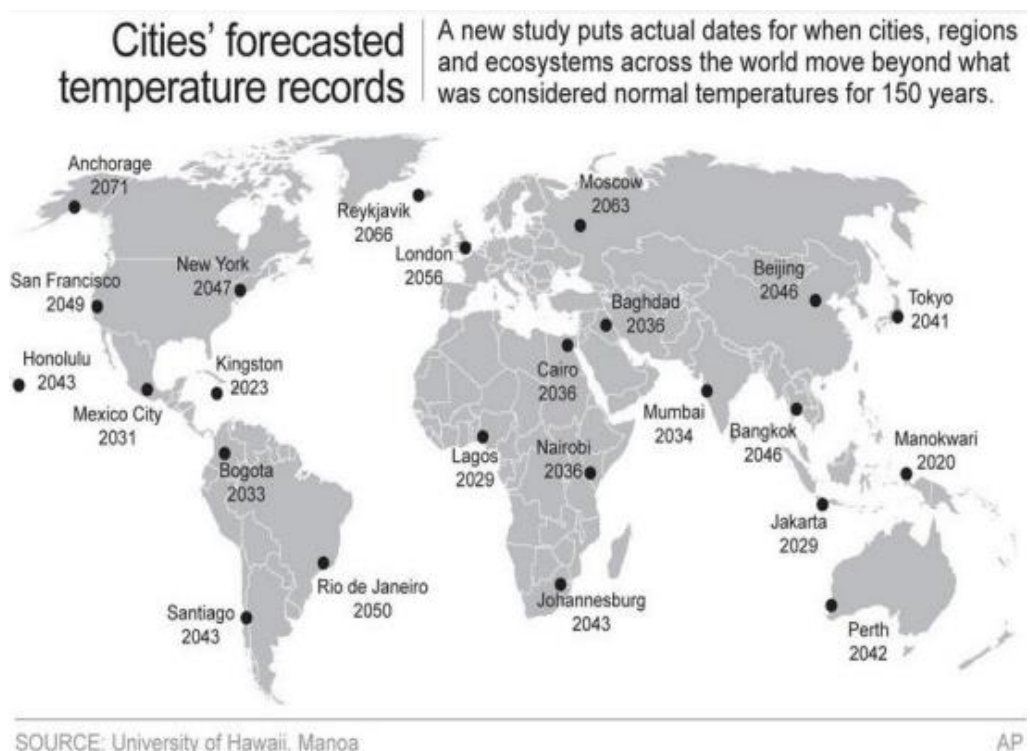 Cities' forecasted
temperature records
A new study puts actual dates for when cities, regions
and ecosystems across the world move beyond what
was considered normal temperatures for 150 years.
Anchorage
2071
Reykjavik
2066
Moscow
2063
London
2056
New York
2047
San Francisco
2049
Beijing
2046
Tokyo
2041
Baghdad
2036
Honolulu
2043
Kingston
2023
Cairo
2036
Mexico City
2031
Mumbai
2034
Bangkok
2046
Manokwari
2020
Bogota
2033
Lagos
2029
Nairobi
2036
Jakarta
2029
Rio de Janeiro
2050
Johannesburg
2043
Santiago
2043
Perth
2042
SOURCE: University of Hawaii, Manoa
AP